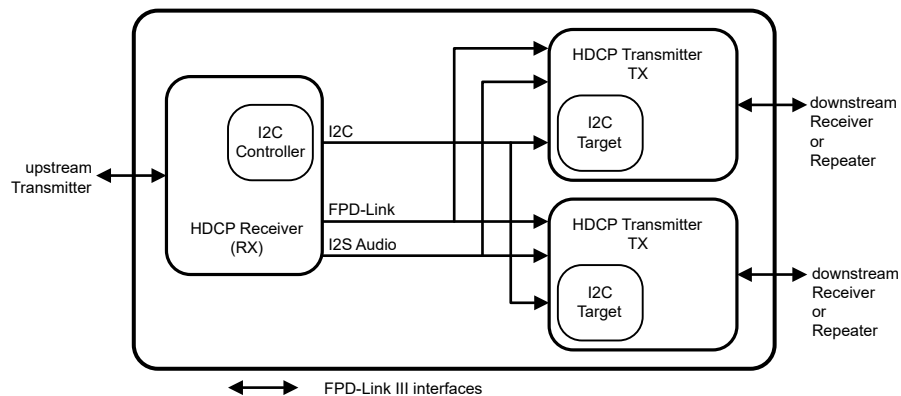 HDCP Transmitter
TX
I2C
Target
downstream
Receiver
or
Repeater
upstream
Transmitter
I2C
Controller
HDCP Receiver
(RX)
I2C
FPD-Link
I2S Audio
HDCP Transmitter
TX
I2C
Target
downstream
Receiver
or
Repeater
FPD-Link III interfaces